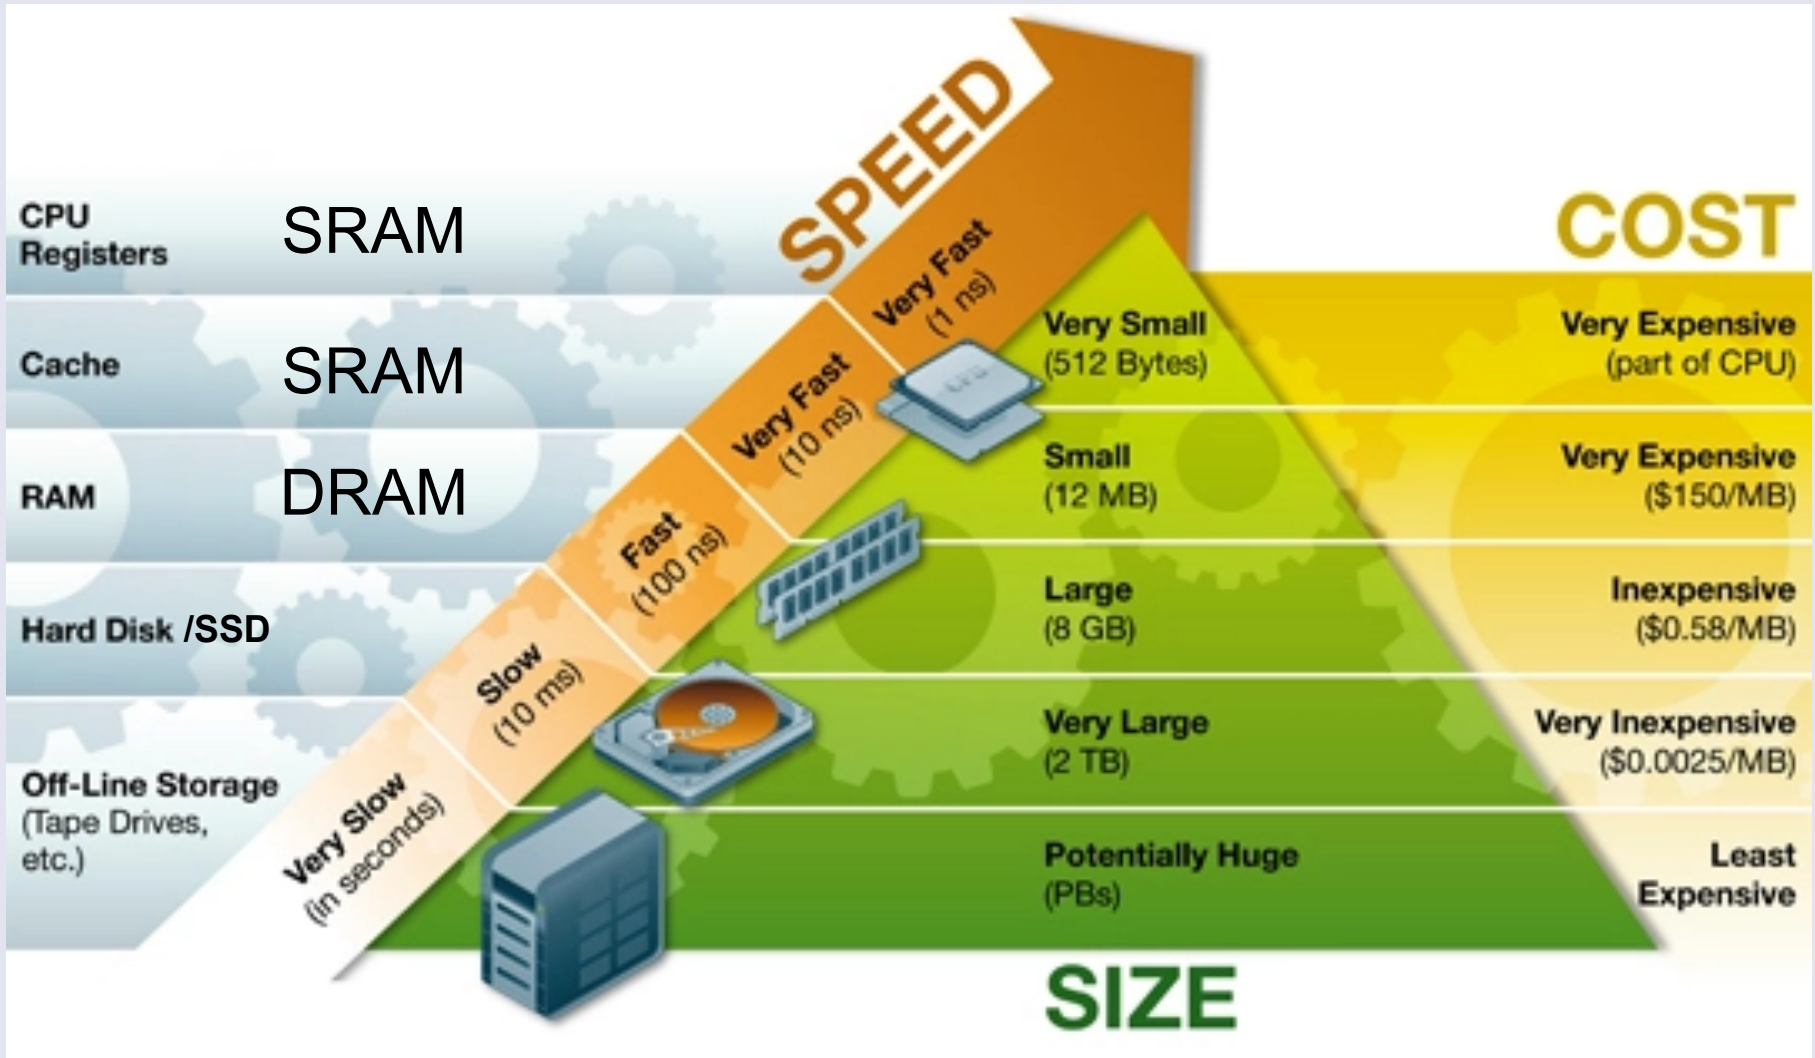 SPEED
COST
SIZE
CPU
Registers
SRAM
Very Fast
(1 ns)
Very Small
(512 Bytes)
Very Expensive
(part of CPU)
Cache
SRAM
Very Fast
(10 ns)
Small
(12 MB)
Very Expensive
($150/MB)
RAM
DRAM
Fast
(100 ns)
Large
(8 GB)
Inexpensive
($0.58/MB)
Hard Disk /SSD
Slow
(10 ms)
Very Large
(2 TB)
Very Inexpensive
($0.0025/MB)
Off-Line Storage
(Tape Drives,
etc.)
Very Slow
(in seconds)
Potentially Huge
(PBs)
Least
Expensive
CPU